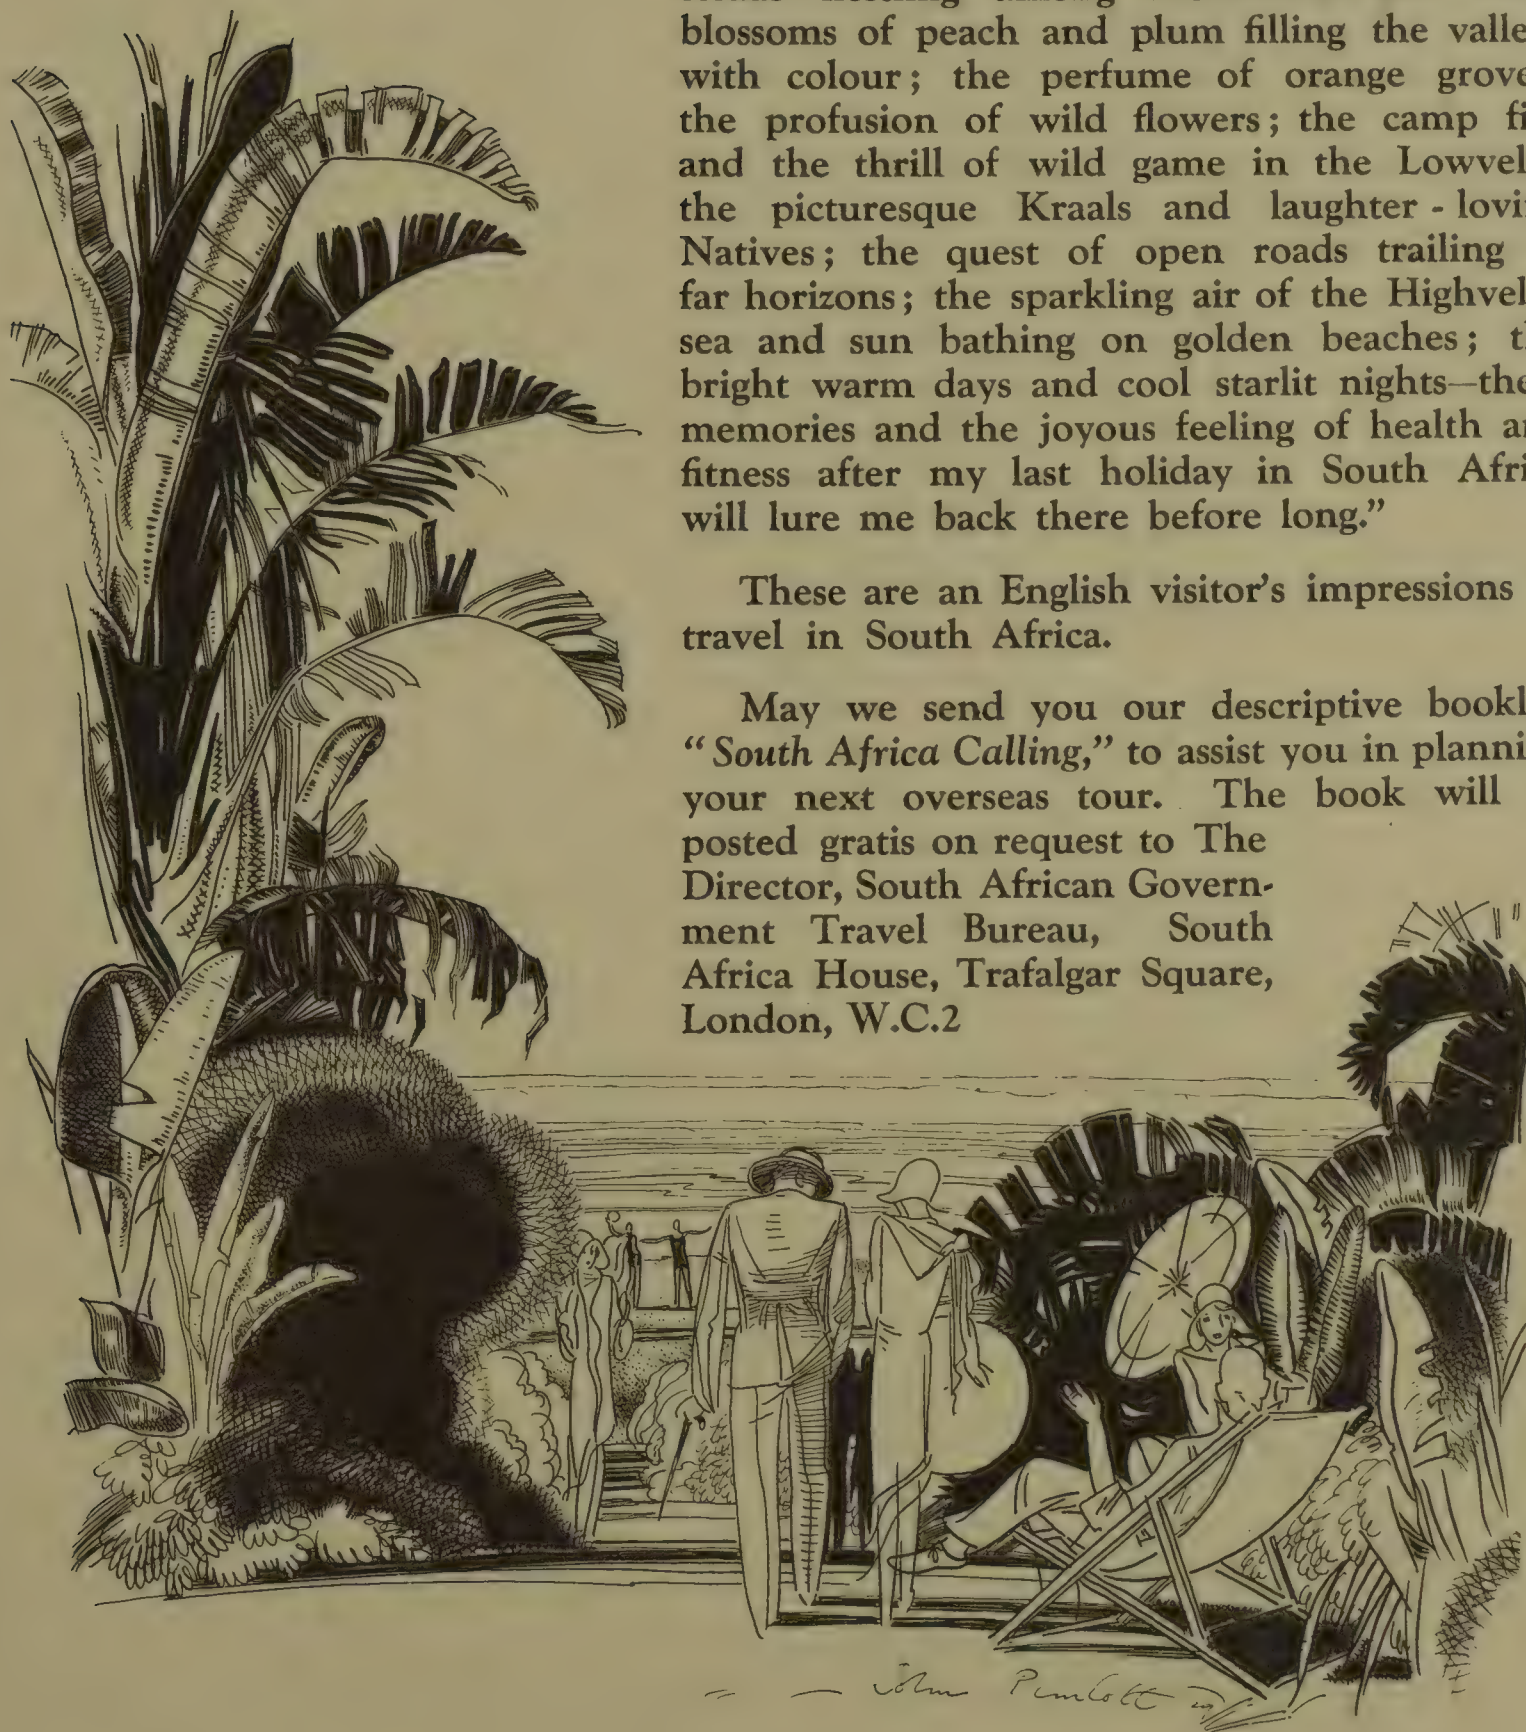 blossoms of peach and plum filling the valle
with colour; the perfume of orange grove
the profusion of wild flowers; the camp fi
and the thrill of wild game in the Lowvel
the picturesque Kraals and laughter - lovi
Natives; the quest of open roads trailing
far horizons; the sparkling air of the Highvel
sea and sun bathing on golden beaches; t
bright warm days and cool starlit nights—the
memories and the joyous feeling of health a
fitness after my last holiday in South Afri
will lure me back there before long.”
These are an English visitor’s impressions
travel in South Africa.
May we send you our descriptive bookl
“South Africa Calling,” to assist you in planni
your next overseas tour. The book will
posted gratis on request to The
Director, South African Govern-
ment Travel Bureau, South
Africa House, Trafalgar Square,
London, W.C.2
John